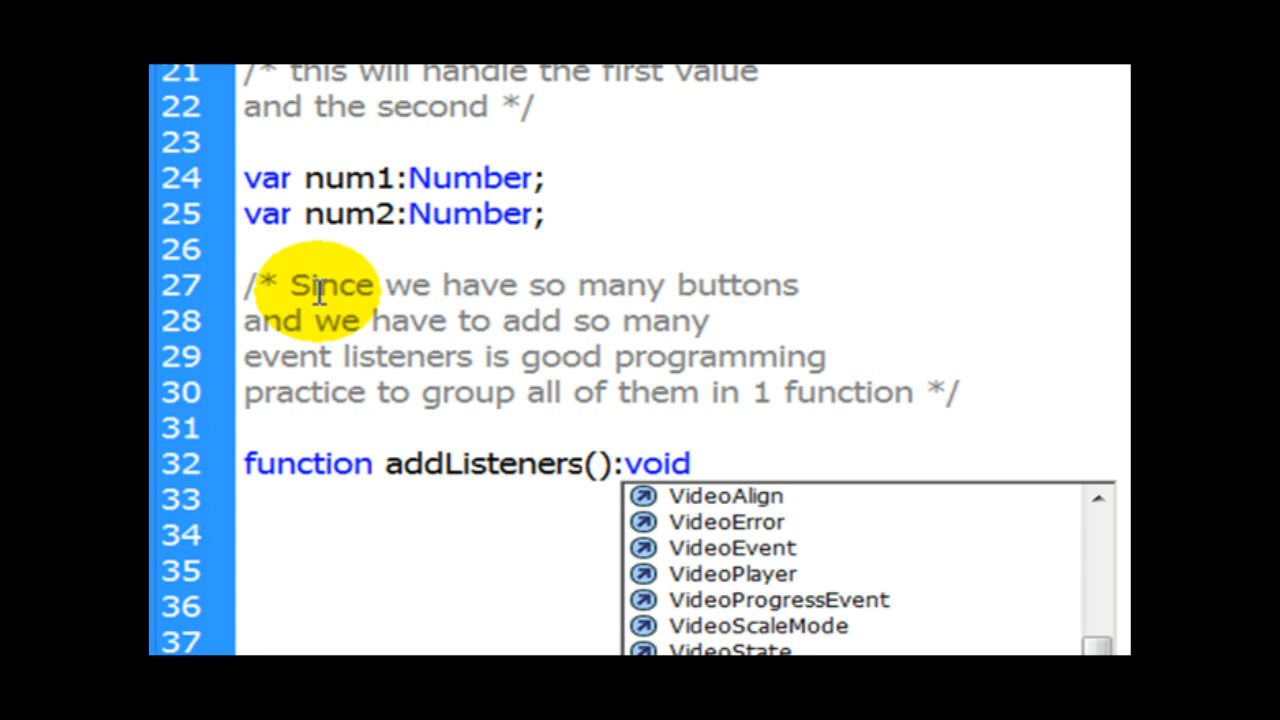 21 /* this will handle the first value
22 and the second */
23
24 var num1:Number;
25 var num2:Number;
26
27 /* Since we have so many buttons
28 and we have to add so many
29 event listeners is good programming
30 practice to group all of them in 1 function */
31
32 function addListeners():void
33 VideoAlign
VideoError
34 VideoEvent
35 VideoPlayer
36 VideoProgressEvent
VideoScaleMode
37 VideoState